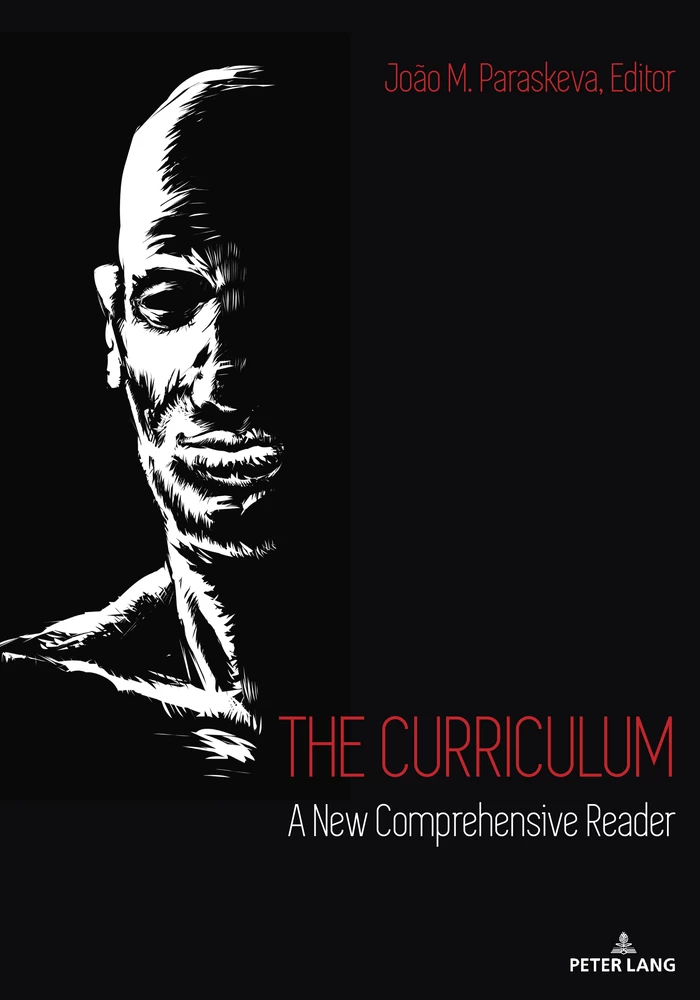 João M. Paraskeva, Editor
THE CURRICULUM
A New Comprehensive Reader
PETER LANG